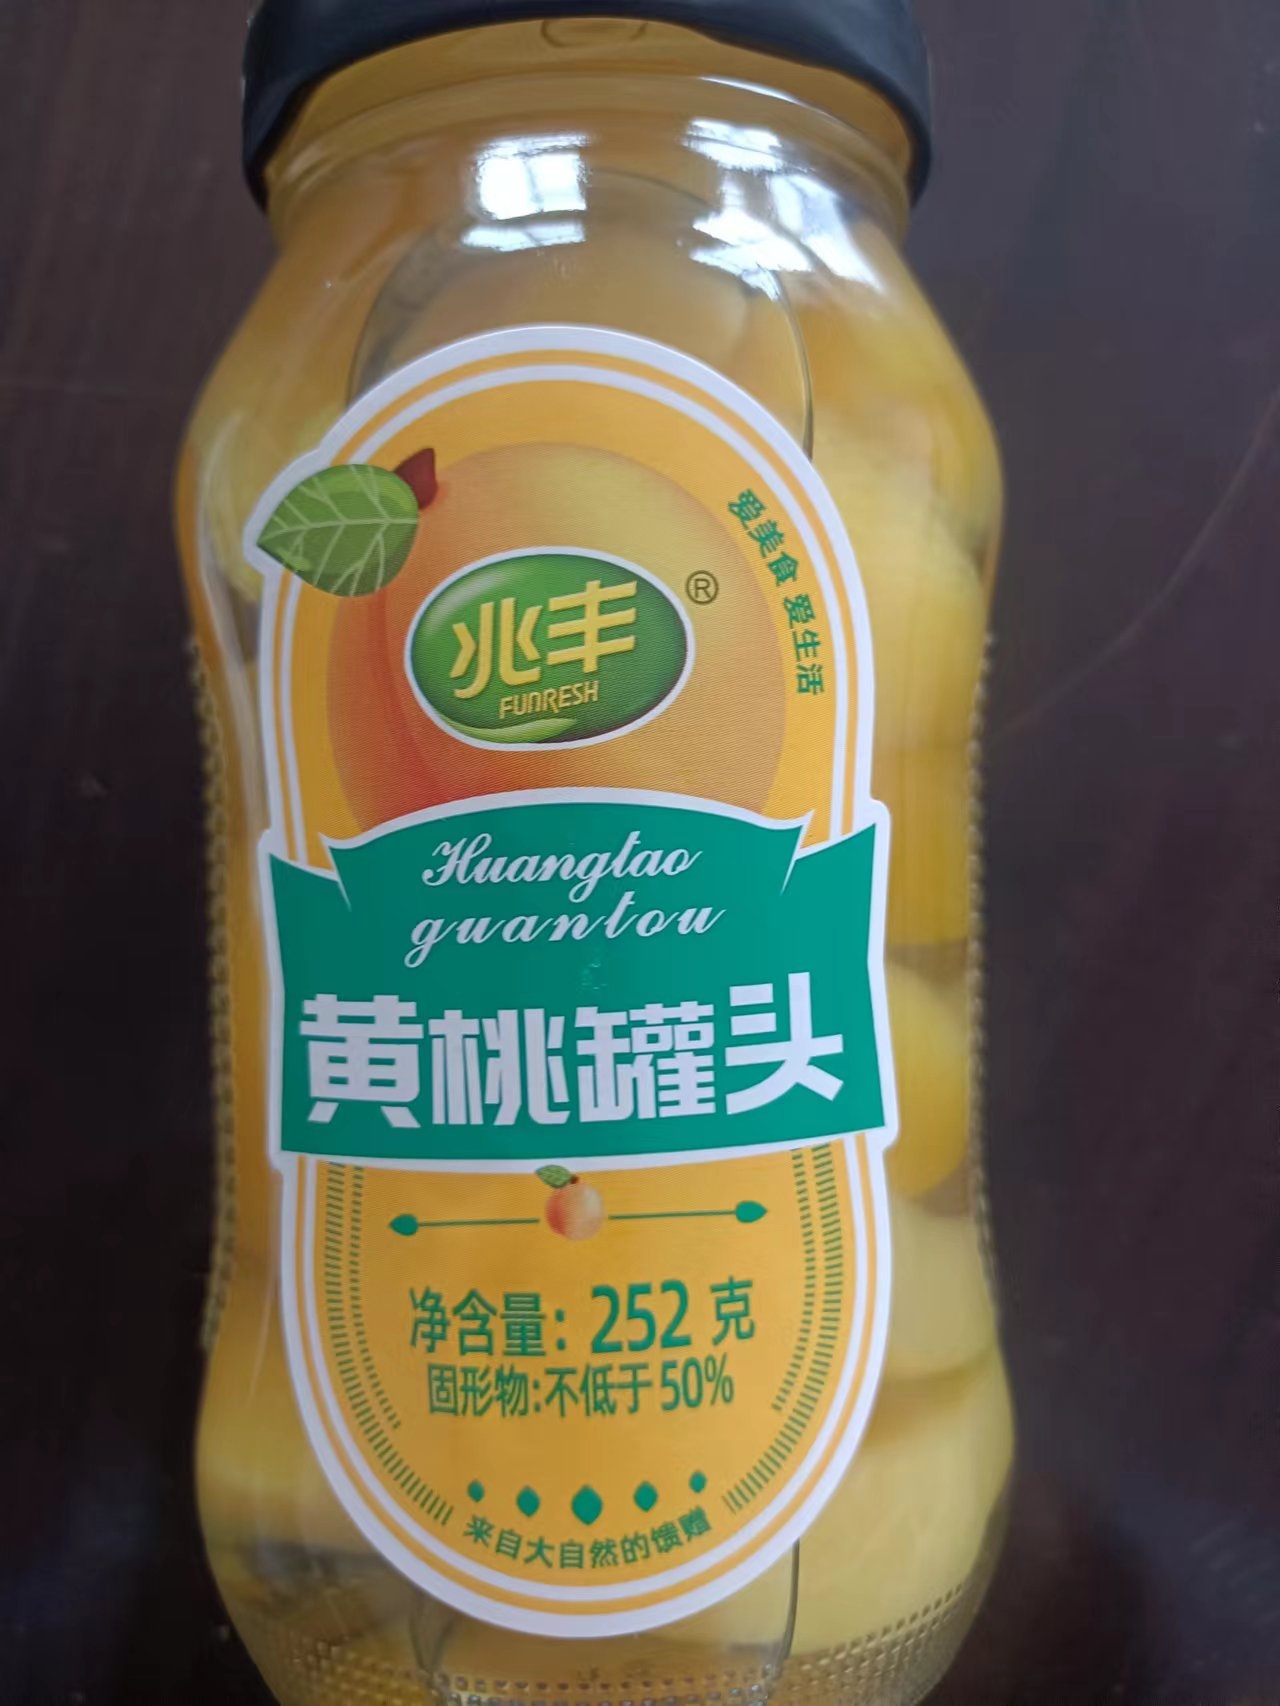 爱美食 爱生活
兆丰®
FUNRESH
Huangtao
guantou
黄桃罐头
净含量：252 克
固形物:不低于50%
来自大自然的馈赠